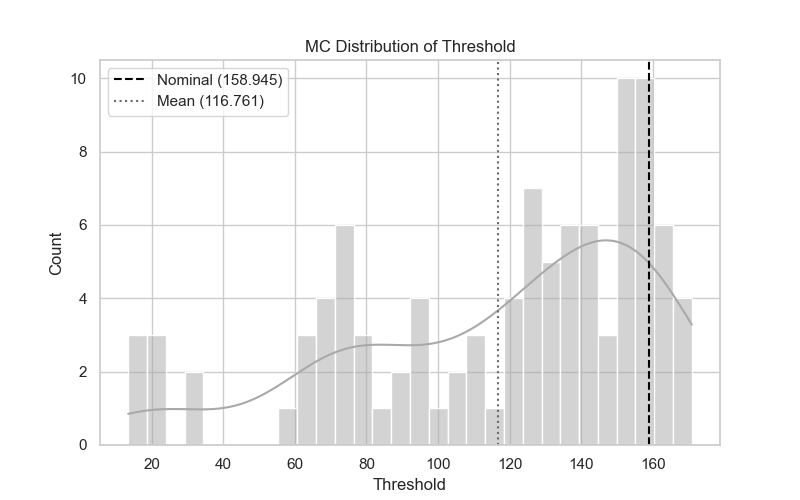 MC Distribution of Threshold
Nominal (158.945)
Mean (116.761)
10
8
6
4
2
0
Count
20 40 60 80 100 120 140 160
Threshold